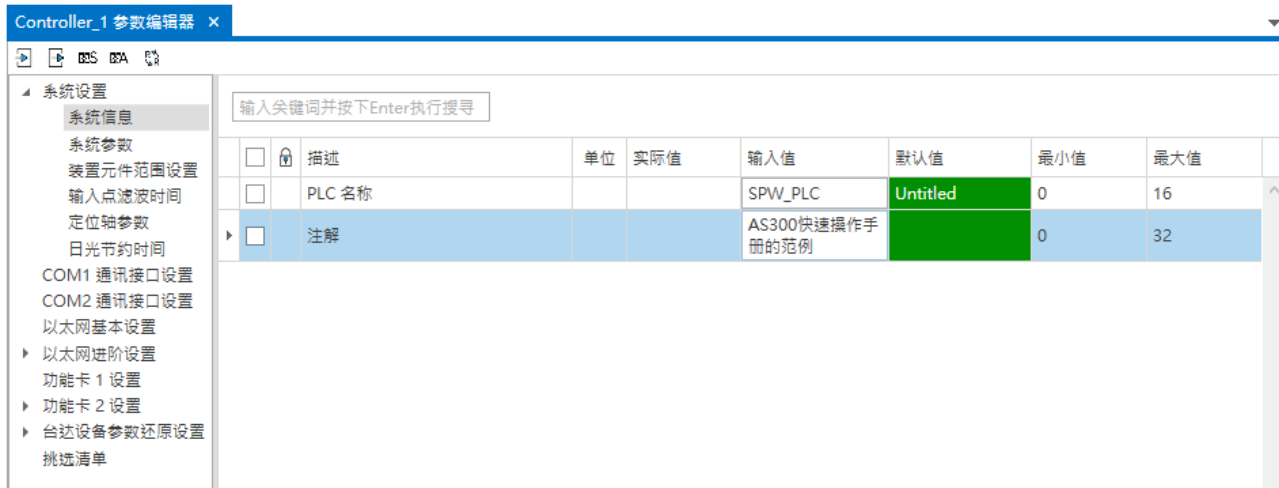 Controller_1 参数编辑器 ×
系统设置
系统信息
系统参数
装置元件范围设置
输入点滤波时间
定位轴参数
日光节约时间
COM1 通讯接口设置
COM2 通讯接口设置
以太网基本设置
以太网进阶设置
功能卡 1 设置
功能卡 2 设置
台达设备参数还原设置
挑选清单
输入关键词并按下Enter执行搜寻
描述 单位 实际值 输入值 默认值 最小值 最大值
PLC 名称 SPW_PLC Untitled 0 16
注解 AS300快速操作手 0 32
册的范例